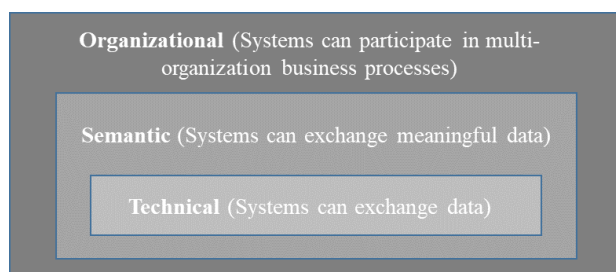 Organizational (Systems can participate in multi-
organization business processes)
Semantic (Systems can exchange meaningful data)
Technical (Systems can exchange data)